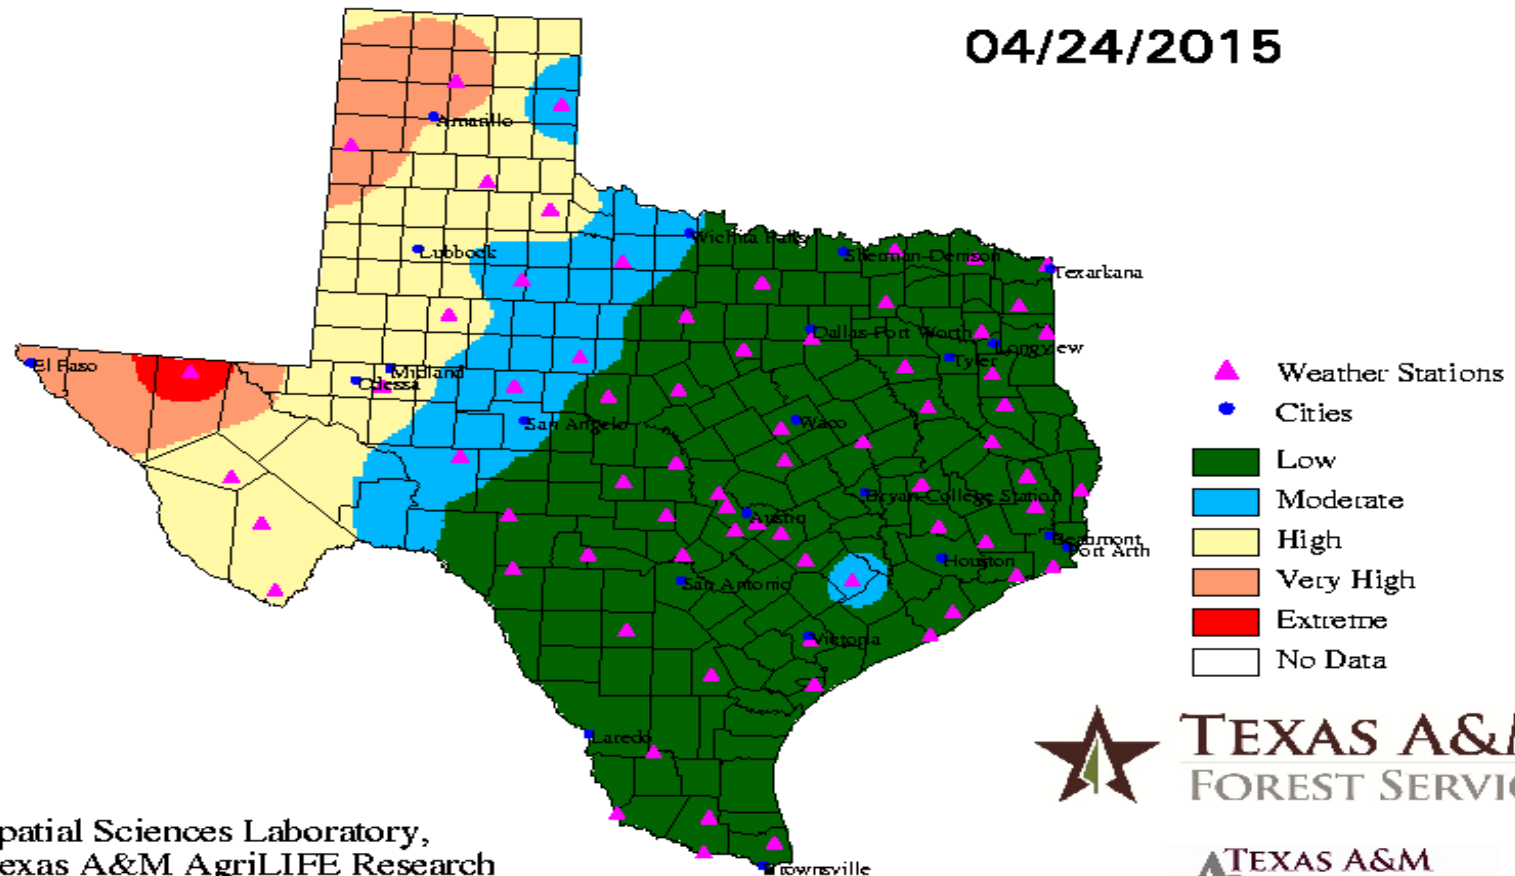 04/24/2015
Amarillo
Lubbock
Wichita Falls
Sherman-Denison
Texarkana
Dallas-Fort Worth
Longview
Tyler
El Paso
Midland
Odessa
San Angelo
Waco
Bryan-College Station
Austin
Beaumont
Port Arth
Houston
San Antonio
Victoria
Laredo
Brownsville
Weather Stations
Cities
Low
Moderate
High
Very High
Extreme
No Data
TEXAS A&M
FOREST SERVIC
patial Sciences Laboratory,
exas A&M AgriLIFE Research
TEXAS A&M